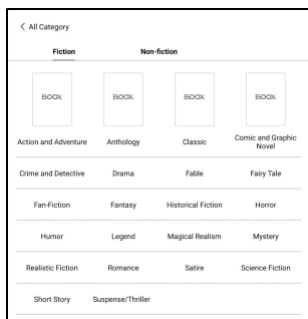 < All Category
Fiction Non-fiction
BOOX BOOX BOOX BOOX
Action and Adventure Anthology Classic Comic and Graphic Novel
Crime and Detective Drama Fable Fairy Tale
Fan-Fiction Fantasy Historical Fiction Horror
Humor Legend Magical Realism Mystery
Realistic Fiction Romance Satire Science Fiction
Short Story Suspense/Thriller